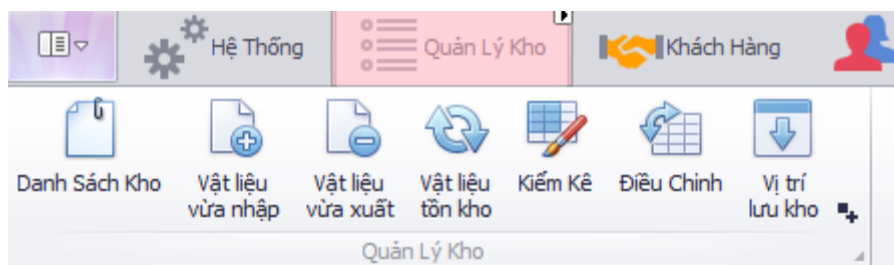 Hệ Thống
Quản Lý Kho
Khách Hàng
Danh Sách Kho
Vật liệu
vừa nhập
Vật liệu
vừa xuất
Vật liệu
tồn kho
Kiểm Kê
Điều Chinh
Vị trí
lưu kho
Quản Lý Kho